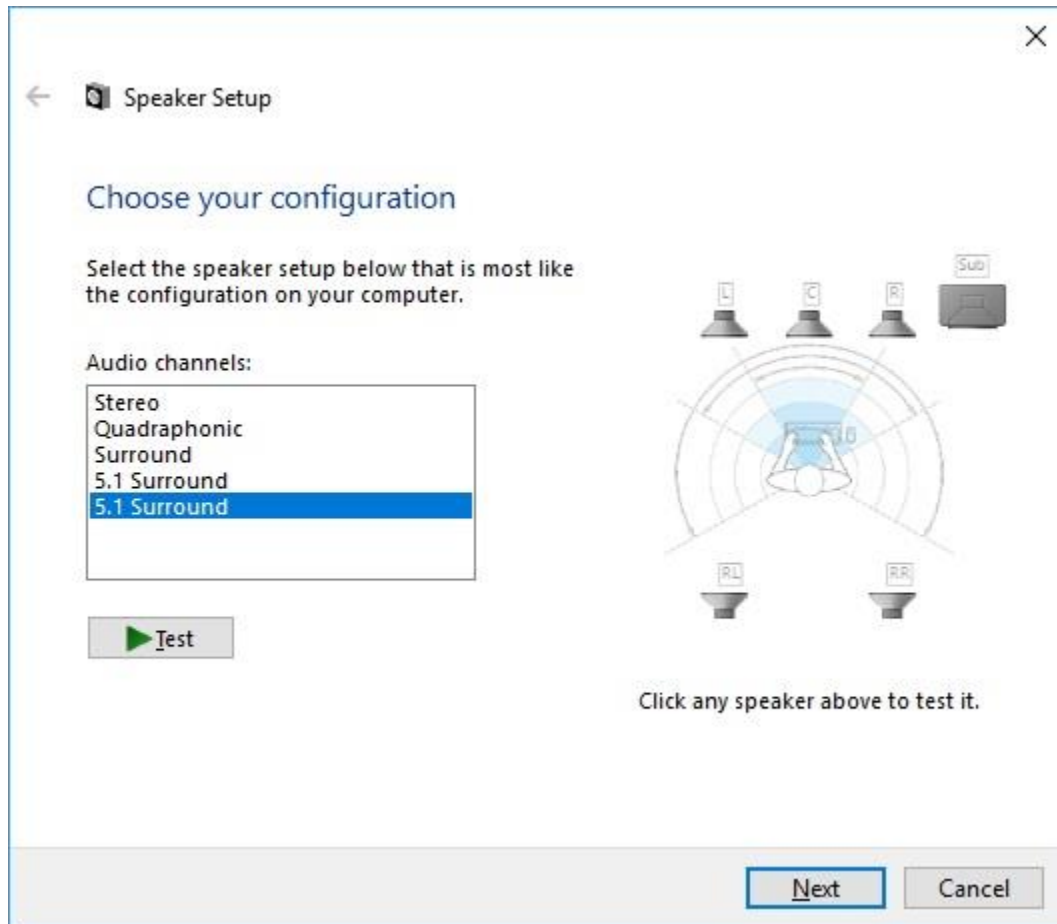 Speaker Setup
Choose your configuration
Select the speaker setup below that is most like
the configuration on your computer.
Audio channels:
Stereo
Quadraphonic
Surround
5.1 Surround
5.1 Surround
Test
L
C
R
Sub
RL
RR
Click any speaker above to test it.
Next
Cancel